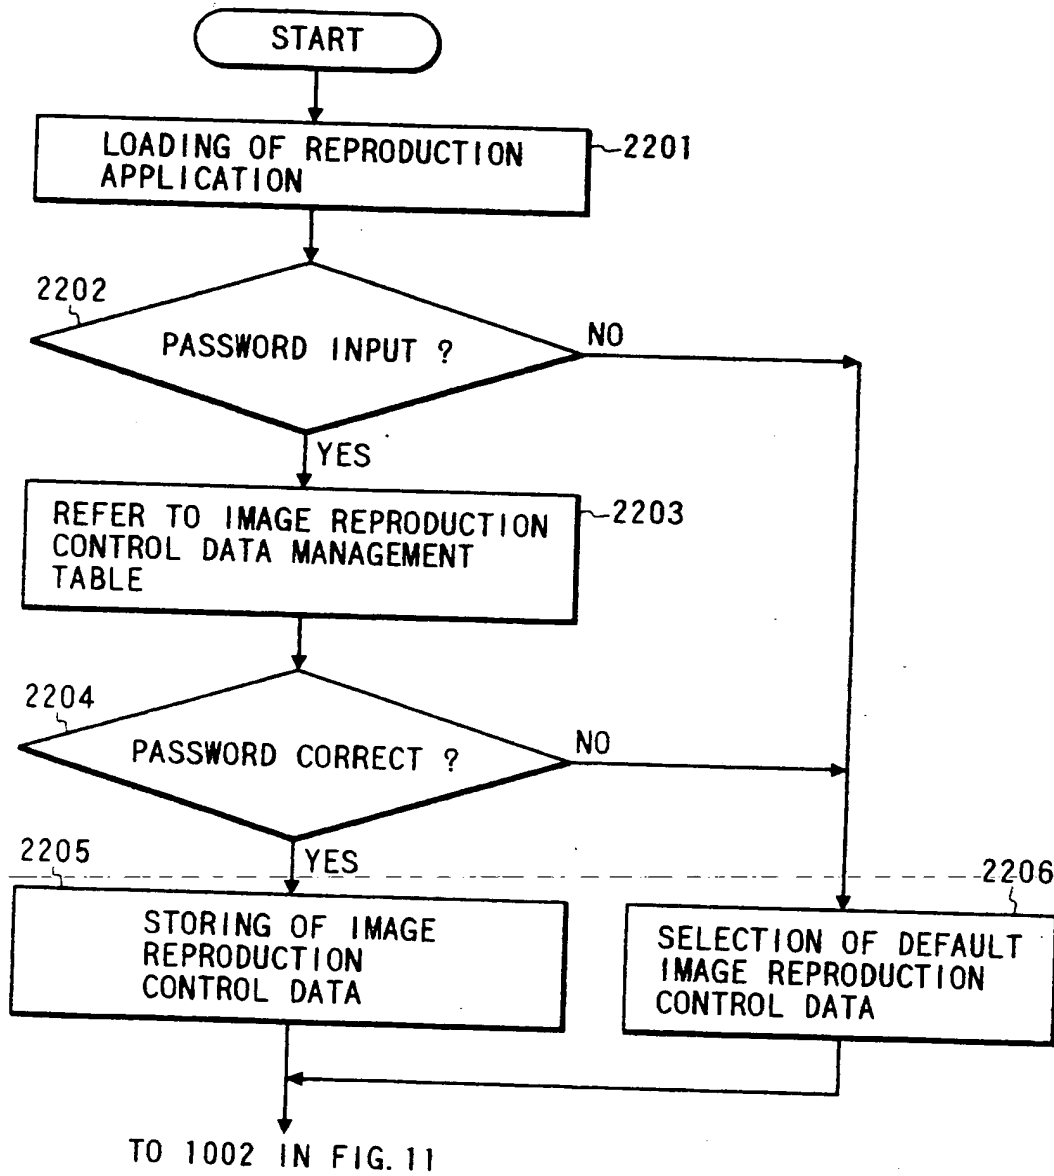 START
LOADING OF REPRODUCTION
APPLICATION
2201
2202
PASSWORD INPUT ?
NO
YES
REFER TO IMAGE REPRODUCTION
CONTROL DATA MANAGEMENT
TABLE
2203
2204
PASSWORD CORRECT ?
NO
YES
2205
STORING OF IMAGE
REPRODUCTION
CONTROL DATA
2206
SELECTION OF DEFAULT
IMAGE REPRODUCTION
CONTROL DATA
TO 1002 IN FIG. 11